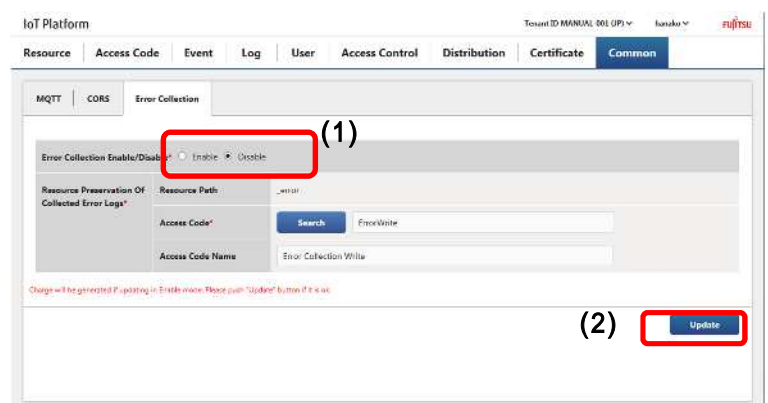 IoT Platform Tenant ID MANUAL-001 (JP) hanako FUJITSU
Resource Access Code Event Log User Access Control Distribution Certificate Common
MQTT CORS Error Collection
(1)
Error Collection Enable/Disable* Enable Disable
Resource Preservation Of Resource Path _error
Collected Error Logs*
Access Code* Search ErrorWrite
Access Code Name Error Collection Write
Charge will be generated if updating in Enable mode. Please push "Update" button if it is ok.
(2) Update